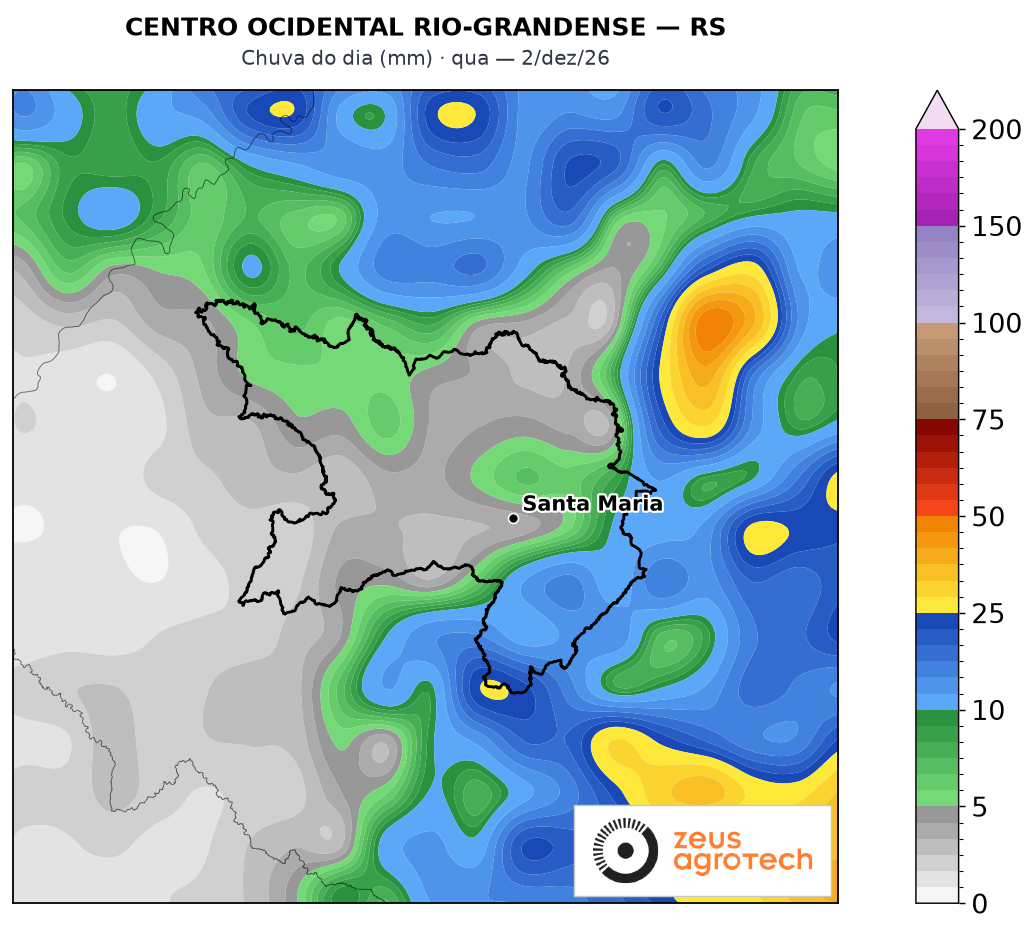 CENTRO OCIDENTAL RIO-GRANDENSE — RS
Chuva do dia (mm) · qua — 2/dez/26
200
150
100
75
50
25
10
5
0
Santa Maria
zeus
agrotech